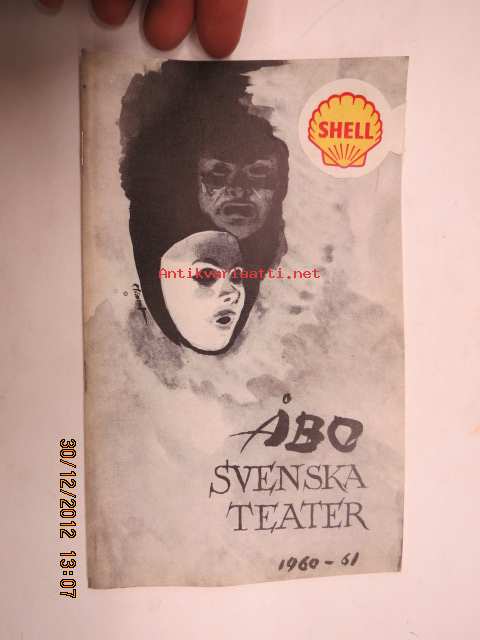 SHELL
Antikvariaatti.net
ÅBO
SVENSKA
TEATER
1960-61
30/12/2012 13:07